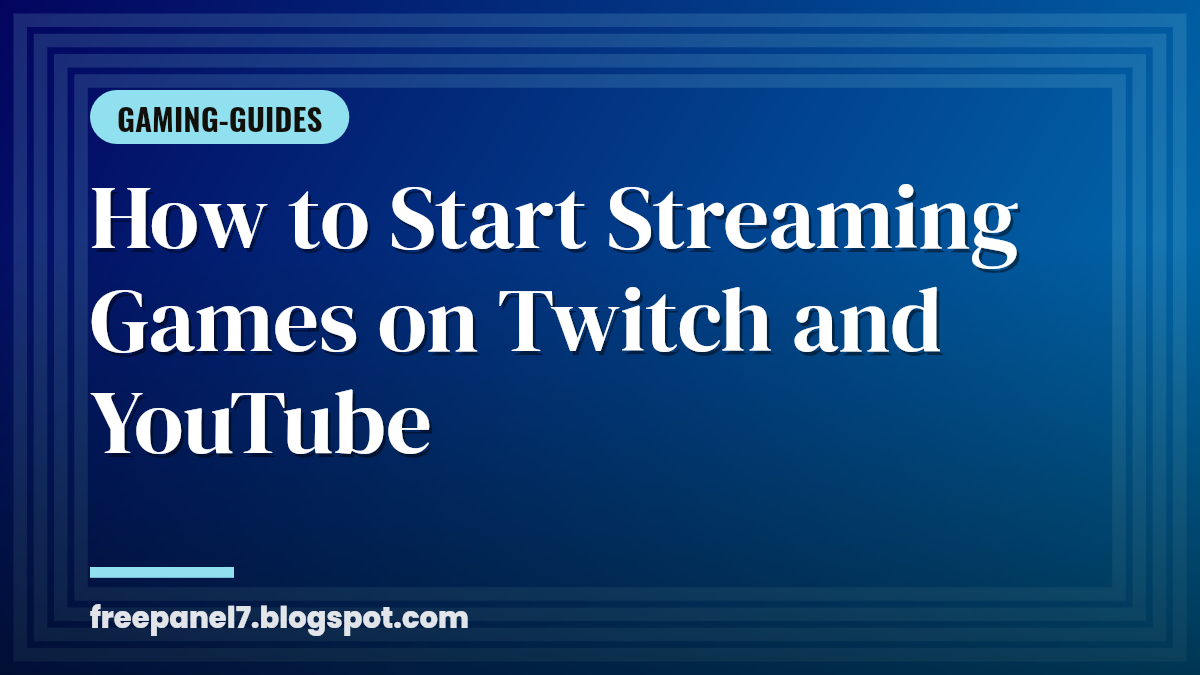 GAMING-GUIDES
How to Start Streaming
Games on Twitch and
YouTube
freepanel7.blogspot.com